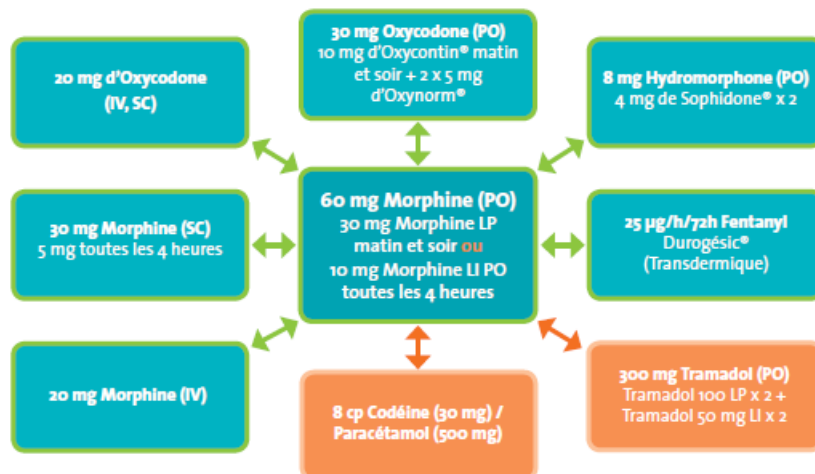 20 mg d’Oxycodone
(IV, SC)
30 mg Oxycodone (PO)
10 mg d’Oxycontin® matin
et soir + 2 x 5 mg
d’Oxynorm®
8 mg Hydromorphone (PO)
4 mg de Sophidone® x 2
30 mg Morphine (SC)
5 mg toutes les 4 heures
60 mg Morphine (PO)
30 mg Morphine LP
matin et soir ou
10 mg Morphine LI PO
toutes les 4 heures
25 µg/h/72h Fentanyl
Durogésic®
(Transdermique)
20 mg Morphine (IV)
8 cp Codéine (30 mg) /
Paracétamol (500 mg)
300 mg Tramadol (PO)
Tramadol 100 LP x 2 +
Tramadol 50 mg LI x 2